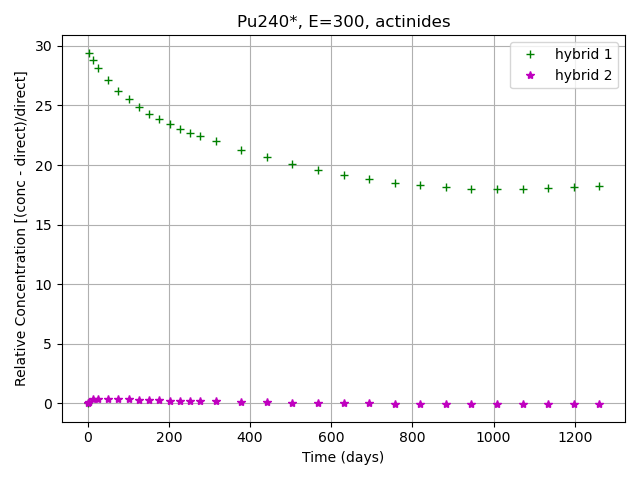 Pu240*, E=300, actinides
hybrid 1
hybrid 2
Relative Concentration [(conc - direct)/direct]
30
25
20
15
10
5
0
0 200 400 600 800 1000 1200
Time (days)